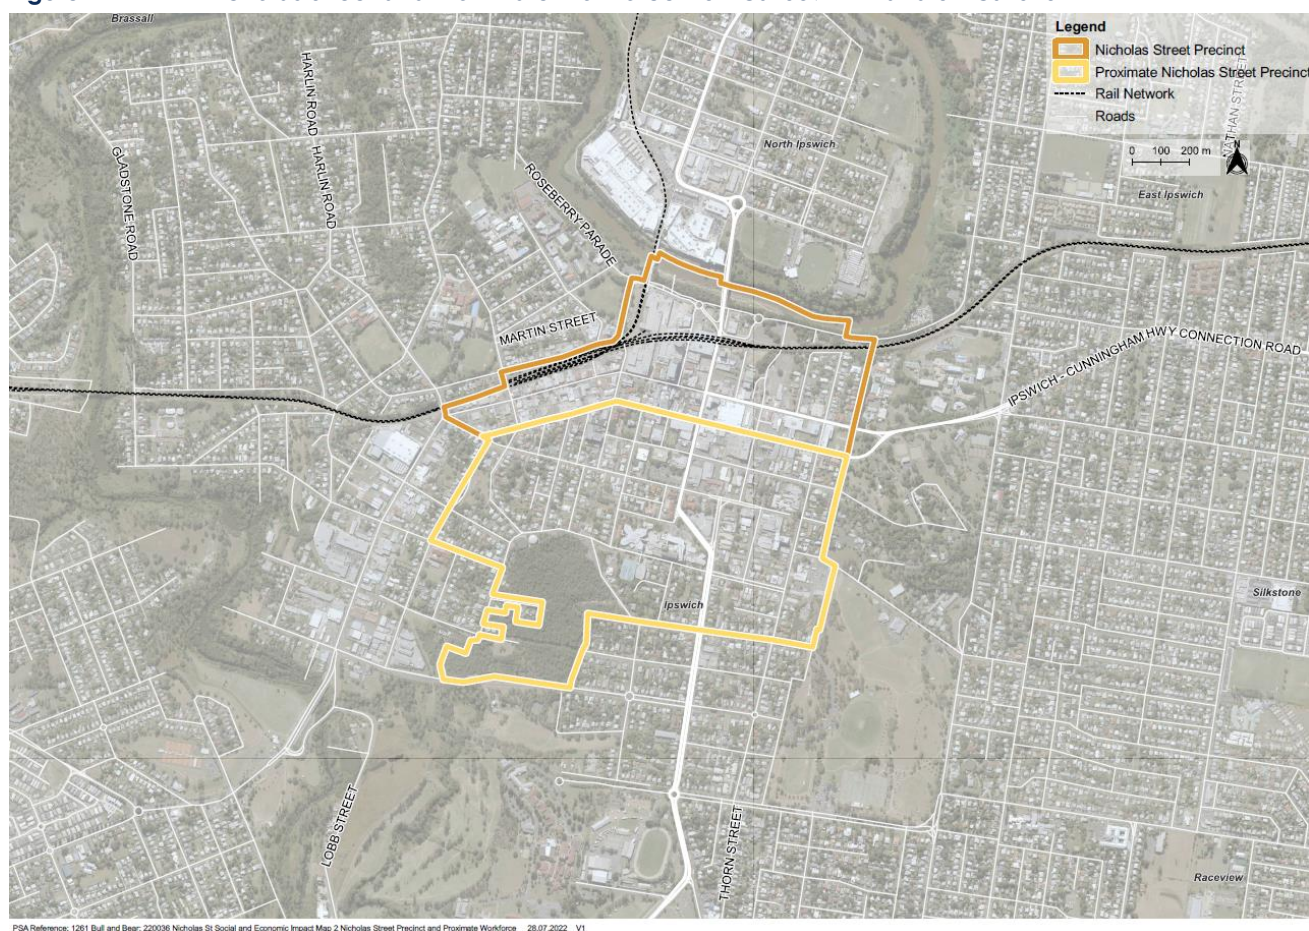 Brassall
Legend
Nicholas Street Precinct
Proximate Nicholas Street Precinct
Rail Network
Roads
0 100 200 m
N
HARLIN ROAD
HARLIN ROAD
GLADSTONE ROAD
ROSEBERRY PARADE
North Ipswich
East Ipswich
MARTIN STREET
IPSWICH - CUNNINGHAM HWY CONNECTION ROAD
Ipswich
Silkstone
LOBB STREET
THORN STREET
Raceview
PSA Reference: 1261 Bull and Bear: 220036 Nicholas St Social and Economic Impact Map 2 Nicholas Street Precinct and Proximate Workforce 28.07.2022 V1